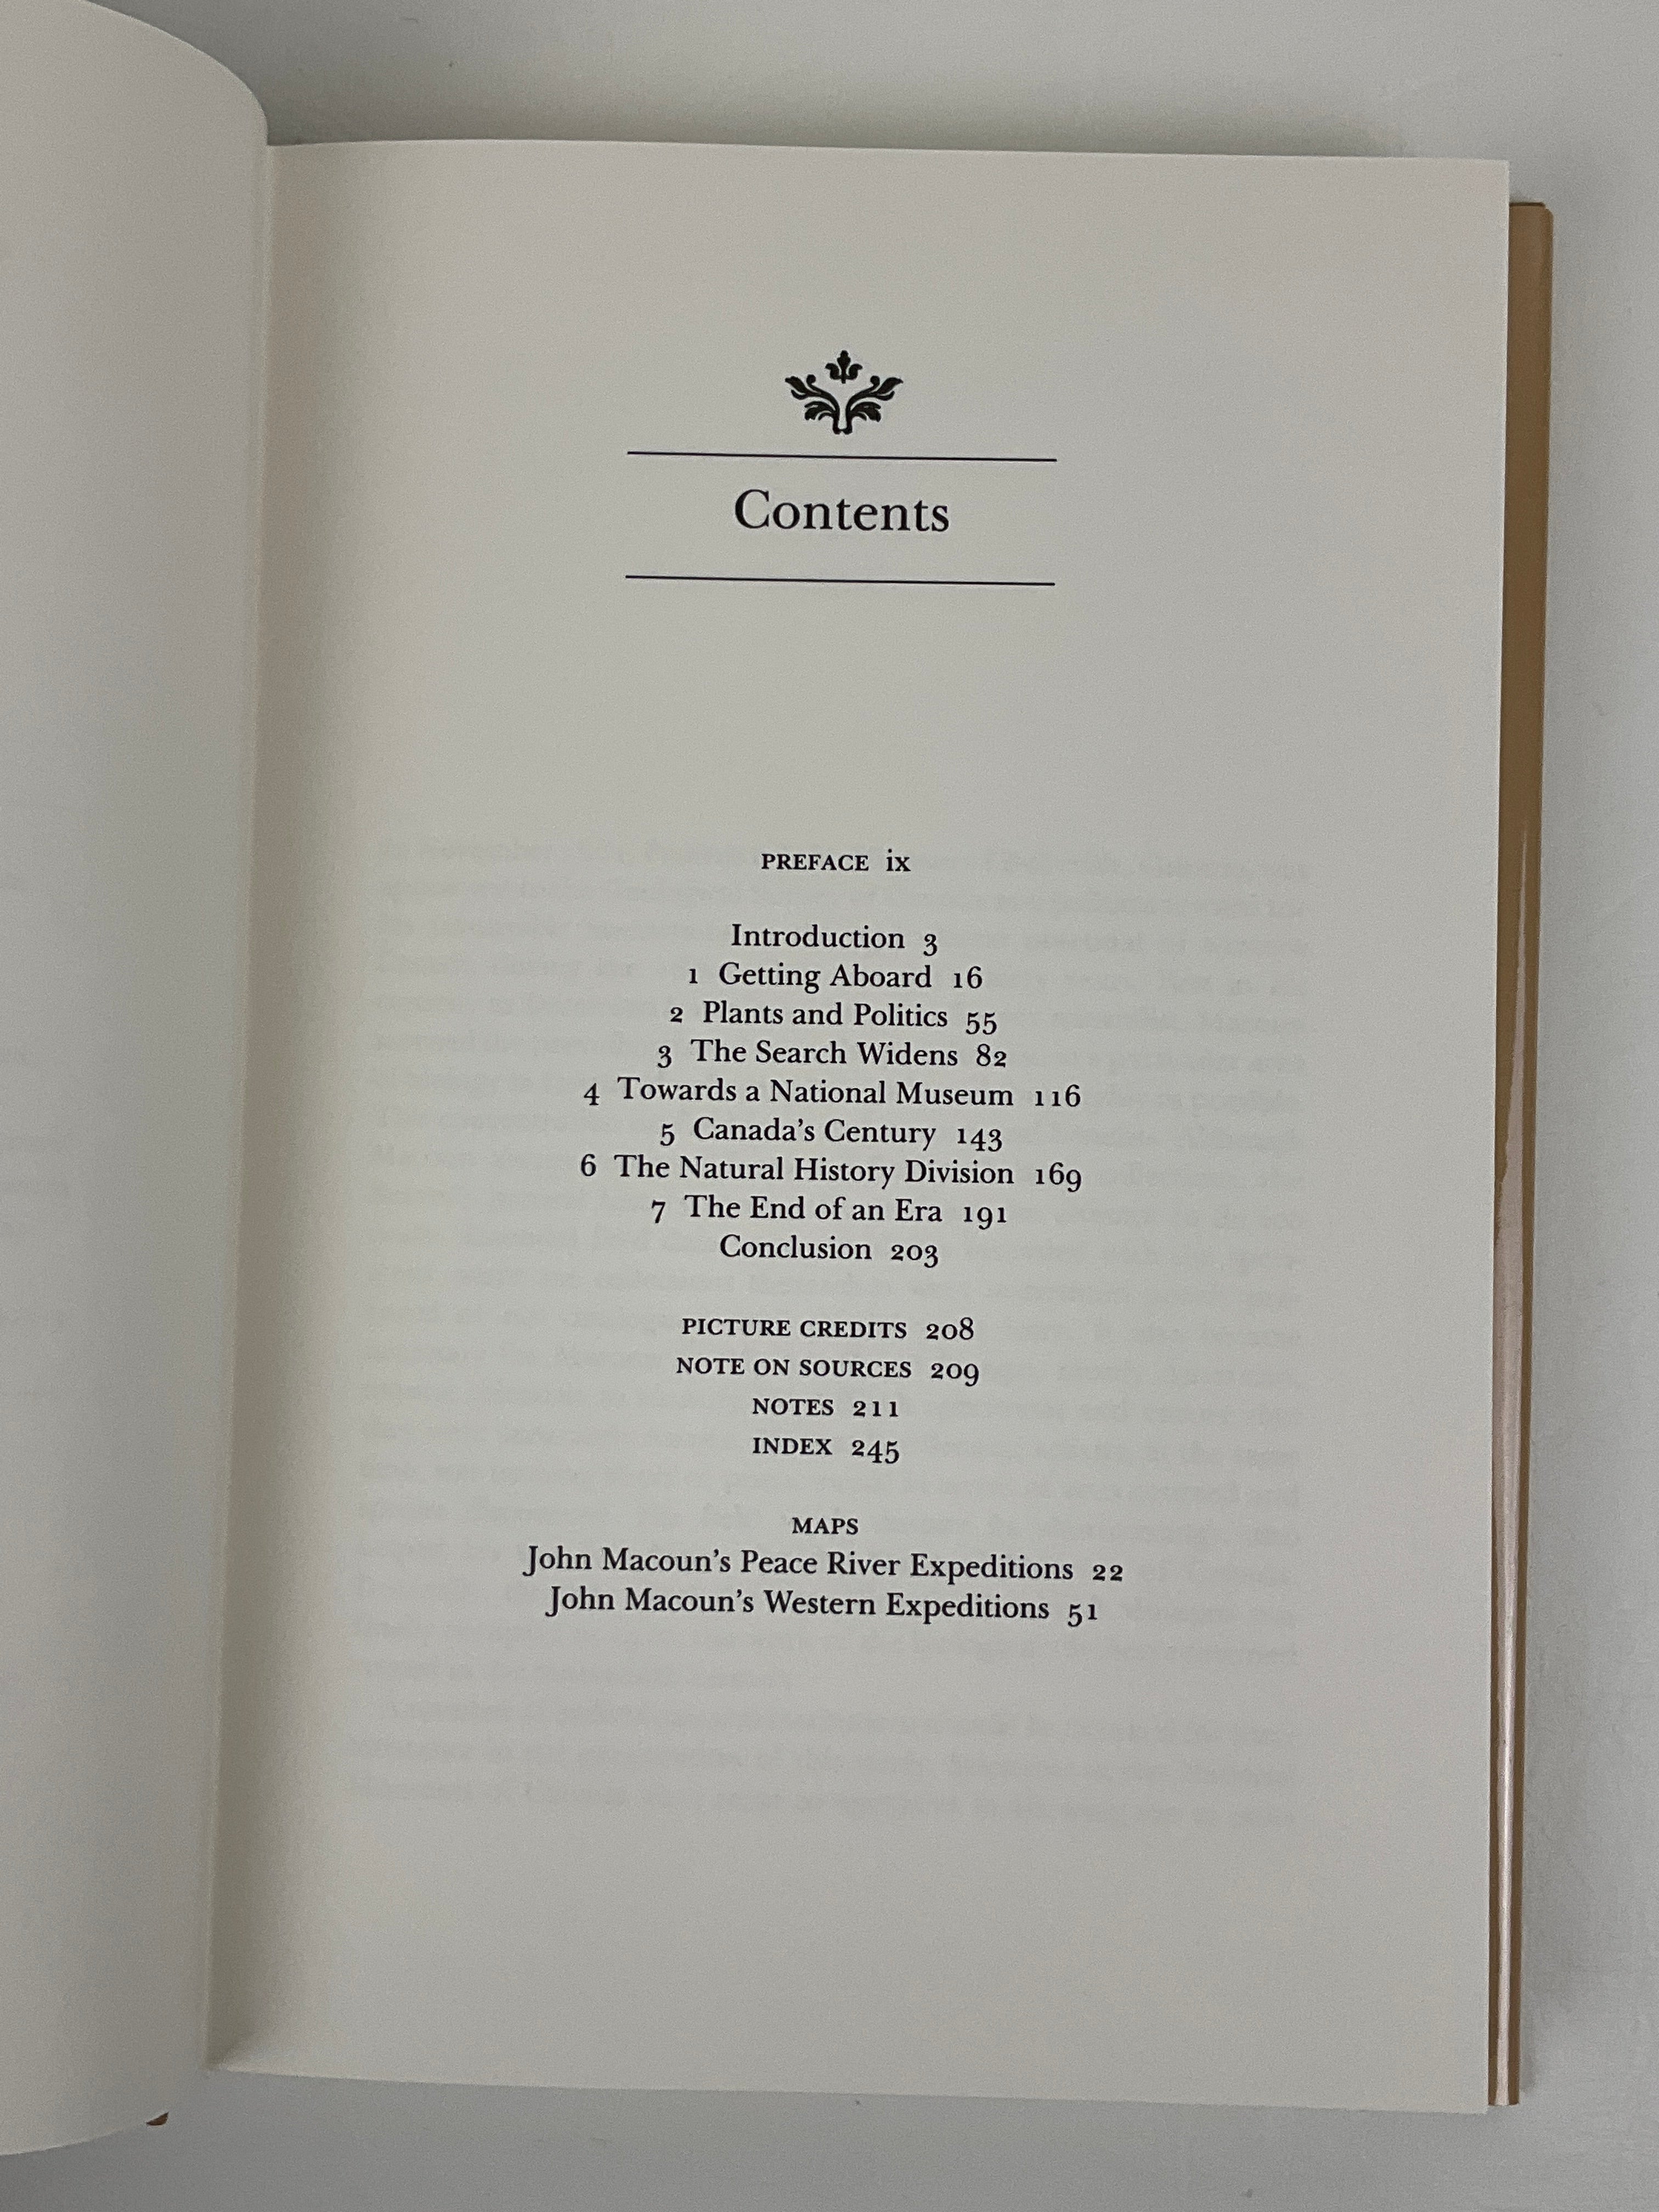 Contents
PREFACE ix
Introduction 3
1 Getting Aboard 16
2 Plants and Politics 55
3 The Search Widens 82
4 Towards a National Museum 116
5 Canada's Century 143
6 The Natural History Division 169
7 The End of an Era 191
Conclusion 203
PICTURE CREDITS 208
NOTE ON SOURCES 209
NOTES 211
INDEX 245
MAPS
John Macoun's Peace River Expeditions 22
John Macoun's Western Expeditions 51